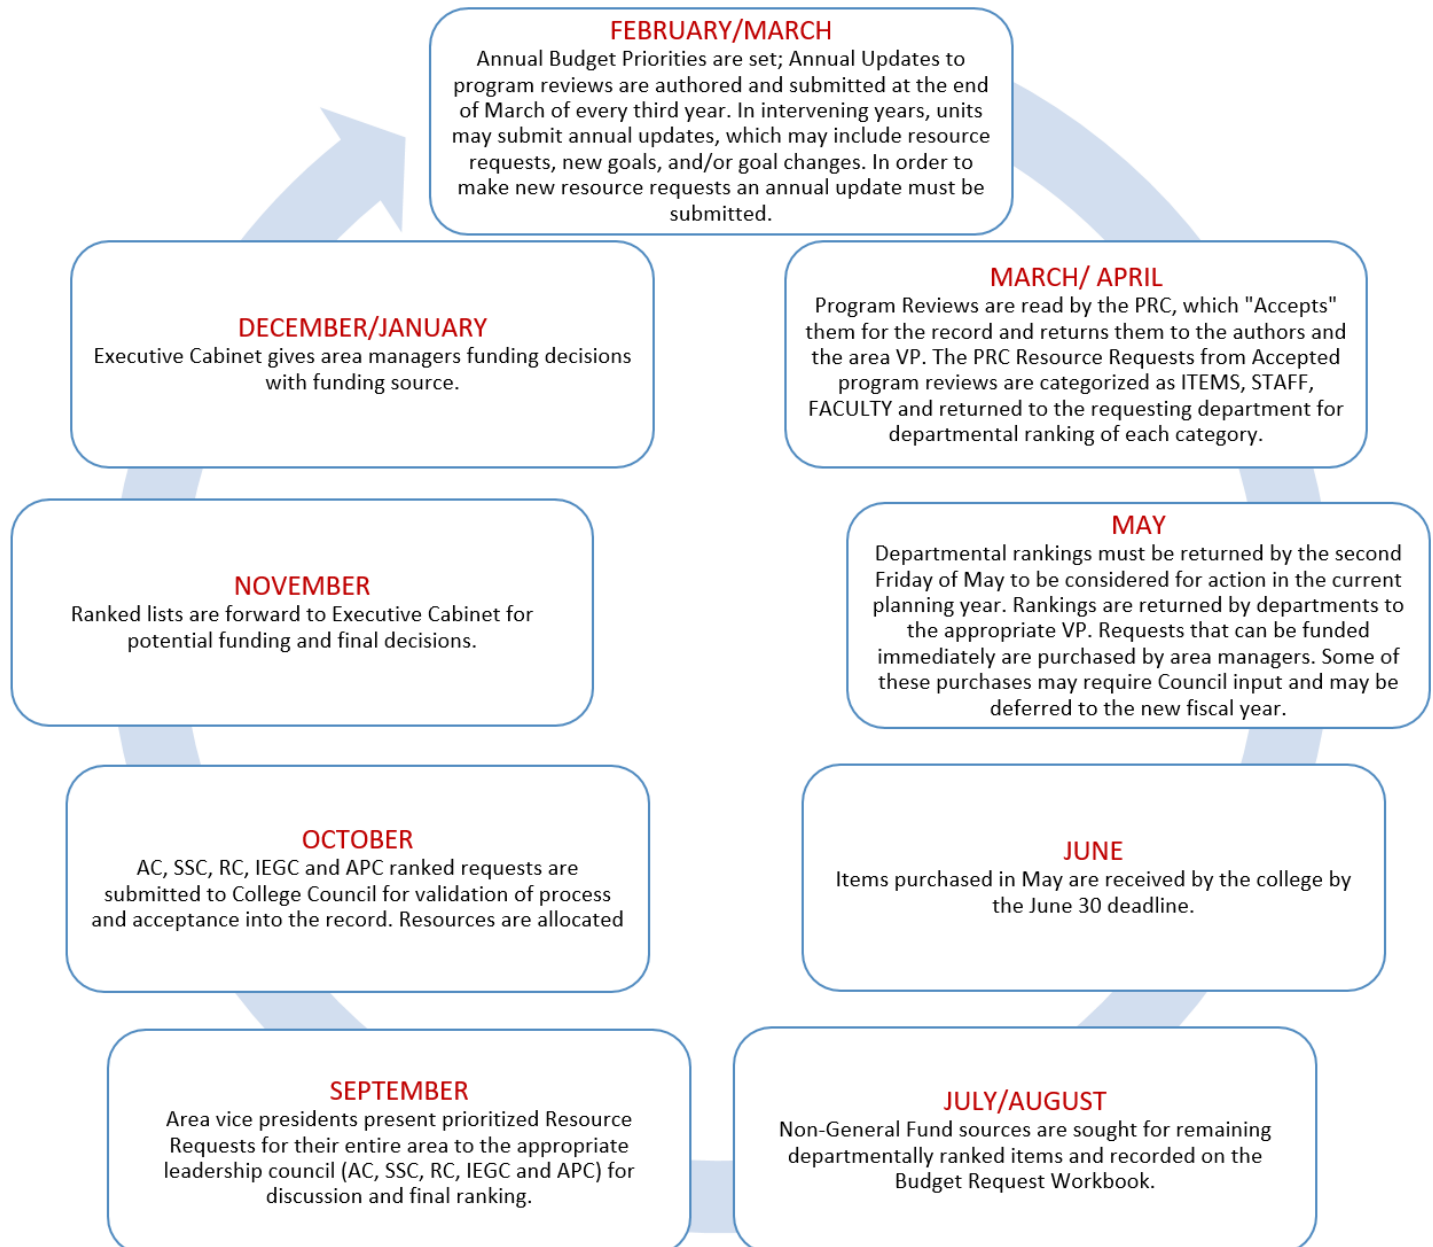 FEBRUARY/MARCH
Annual Budget Priorities are set; Annual Updates to
program reviews are authored and submitted at the end
of March of every third year. In intervening years, units
may submit annual updates, which may include resource
requests, new goals, and/or goal changes. In order to
make new resource requests an annual update must be
submitted.
MARCH/ APRIL
Program Reviews are read by the PRC, which "Accepts"
them for the record and returns them to the authors and
the area VP. The PRC Resource Requests from Accepted
program reviews are categorized as ITEMS, STAFF,
FACULTY and returned to the requesting department for
departmental ranking of each category.
MAY
Departmental rankings must be returned by the second
Friday of May to be considered for action in the current
planning year. Rankings are returned by departments to
the appropriate VP. Requests that can be funded
immediately are purchased by area managers. Some of
these purchases may require Council input and may be
deferred to the new fiscal year.
JUNE
Items purchased in May are received by the college by
the June 30 deadline.
JULY/AUGUST
Non-General Fund sources are sought for remaining
departmentally ranked items and recorded on the
Budget Request Workbook.
SEPTEMBER
Area vice presidents present prioritized Resource
Requests for their entire area to the appropriate
leadership council (AC, SSC, RC, IEGC and APC) for
discussion and final ranking.
OCTOBER
AC, SSC, RC, IEGC and APC ranked requests are
submitted to College Council for validation of process
and acceptance into the record. Resources are allocated
NOVEMBER
Ranked lists are forward to Executive Cabinet for
potential funding and final decisions.
DECEMBER/JANUARY
Executive Cabinet gives area managers funding decisions
with funding source.